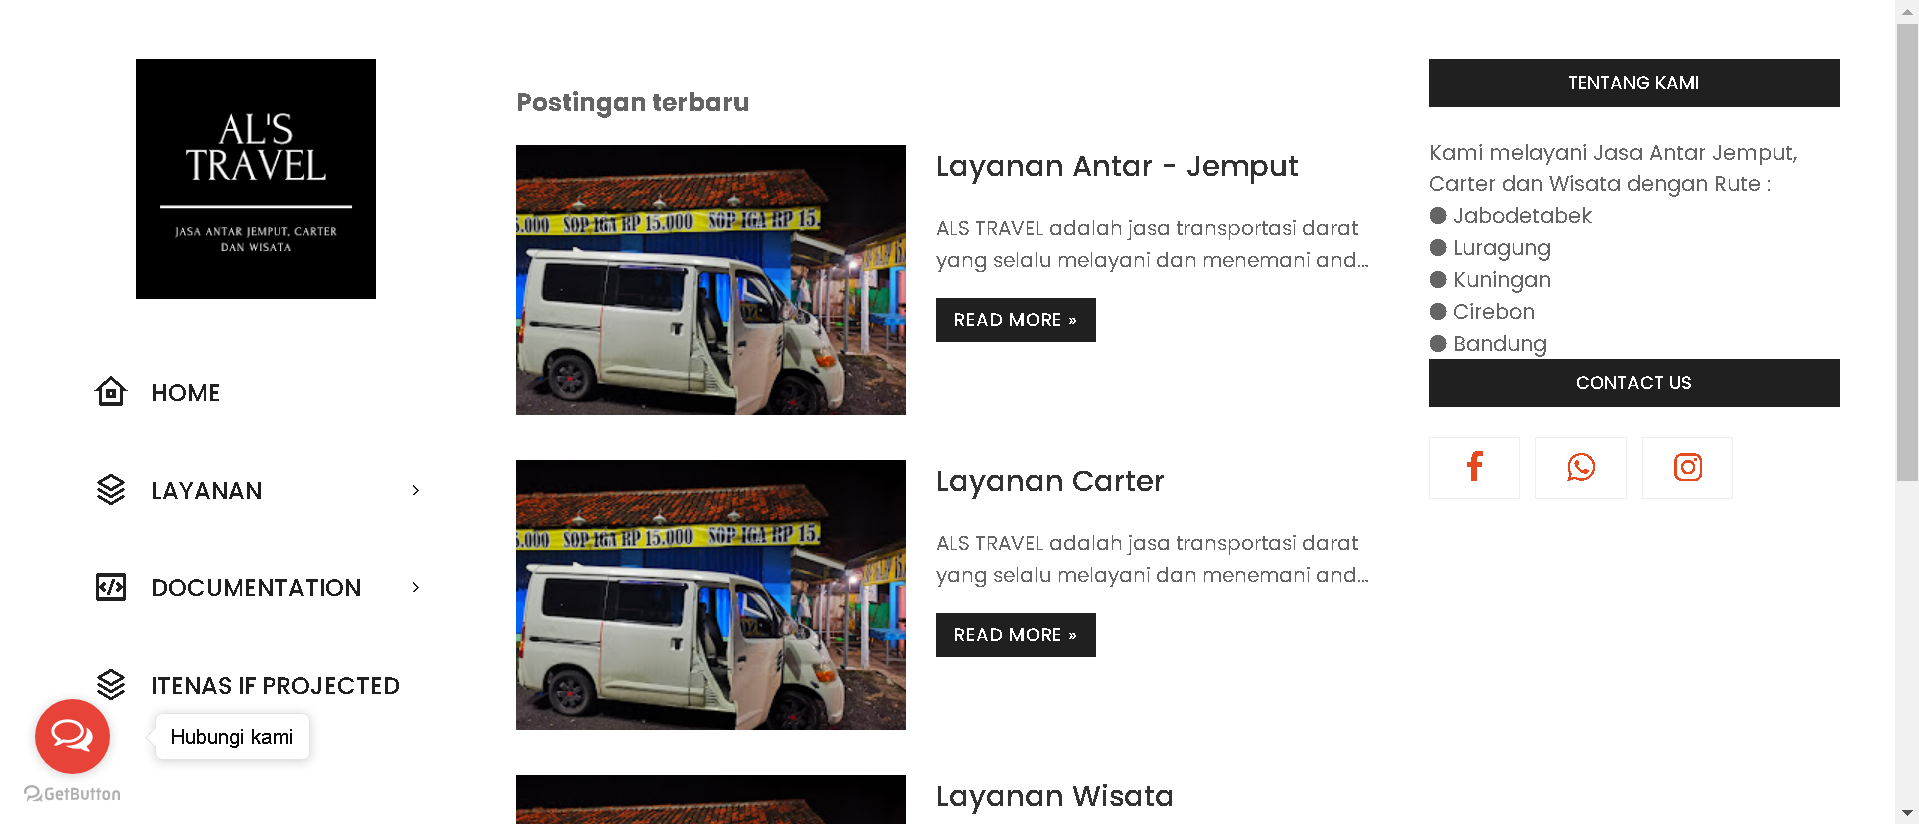 AL'S
TRAVEL
JASA ANTAR JEMPUT, CARTER
DAN WISATA
HOME
LAYANAN
DOCUMENTATION
ITENAS IF PROJECTED
Hubungi kami
GetButton
Postingan terbaru
5.000 SOP IGA RP 15.000 SOP IGA RP 15.
Layanan Antar - Jemput
ALS TRAVEL adalah jasa transportasi darat
yang selalu melayani dan menemani and...
READ MORE »
5.000 SOP IGA RP 15.000 SOP IGA RP 15.
Layanan Carter
ALS TRAVEL adalah jasa transportasi darat
yang selalu melayani dan menemani and...
READ MORE »
Layanan Wisata
TENTANG KAMI
Kami melayani Jasa Antar Jemput,
Carter dan Wisata dengan Rute :
● Jabodetabek
● Luragung
● Kuningan
● Cirebon
● Bandung
CONTACT US